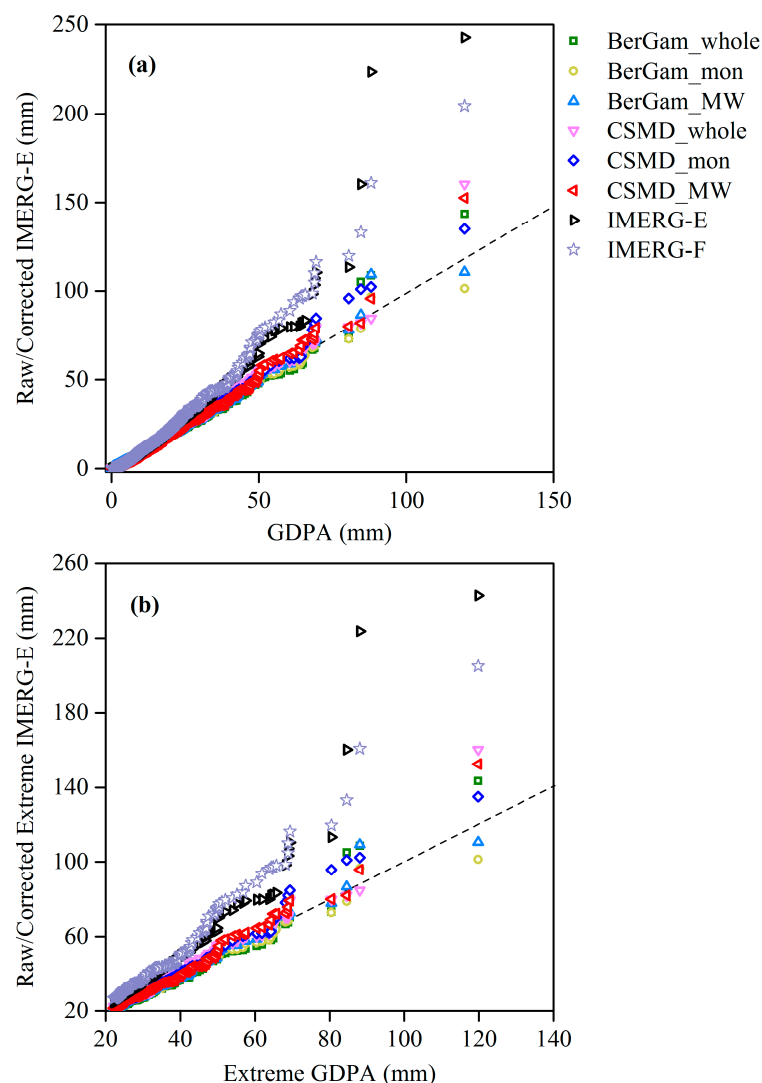 250
200
150
100
50
0
Raw/Corrected IMERG-E (mm)
(a)
0
50
100
150
GDPA (mm)
BerGam_whole
BerGam_mon
BerGam_MW
CSMD_whole
CSMD_mon
CSMD_MW
IMERG-E
IMERG-F
260
220
180
140
100
60
20
Raw/Corrected Extreme IMERG-E (mm)
(b)
20
40
60
80
100
120
140
Extreme GDPA (mm)